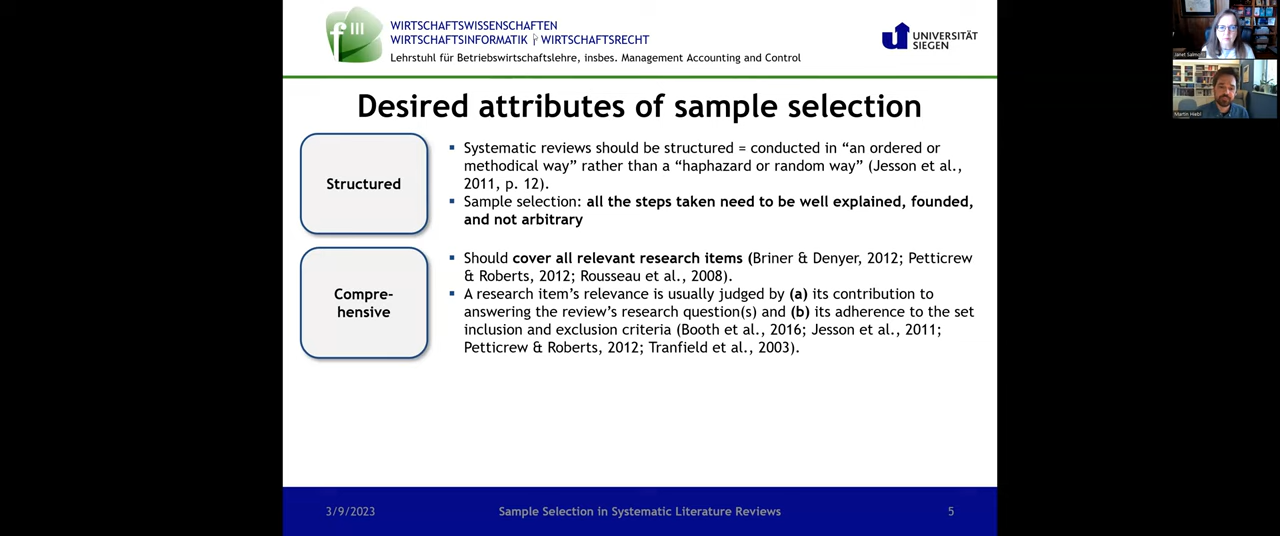 WIRTSCHAFTSWISSENSCHAFTEN
WIRTSCHAFTSINFORMATIK ᚹ WIRTSCHAFTSRECHT
Lehrstuhl für Betriebswirtschaftslehre, insbes. Management Accounting and Control
f III
UNIVERSITÄT
SIEGEN
Janet Salmons
Martin Hiebl
Desired attributes of sample selection
Structured
▪ Systematic reviews should be structured = conducted in “an ordered or
methodical way” rather than a “haphazard or random way” (Jesson et al.,
2011, p. 12).
▪ Sample selection: all the steps taken need to be well explained, founded,
and not arbitrary
Compre-
hensive
▪ Should cover all relevant research items (Briner & Denyer, 2012; Petticrew
& Roberts, 2012; Rousseau et al., 2008).
▪ A research item’s relevance is usually judged by (a) its contribution to
answering the review’s research question(s) and (b) its adherence to the set
inclusion and exclusion criteria (Booth et al., 2016; Jesson et al., 2011;
Petticrew & Roberts, 2012; Tranfield et al., 2003).
3/9/2023
Sample Selection in Systematic Literature Reviews
5